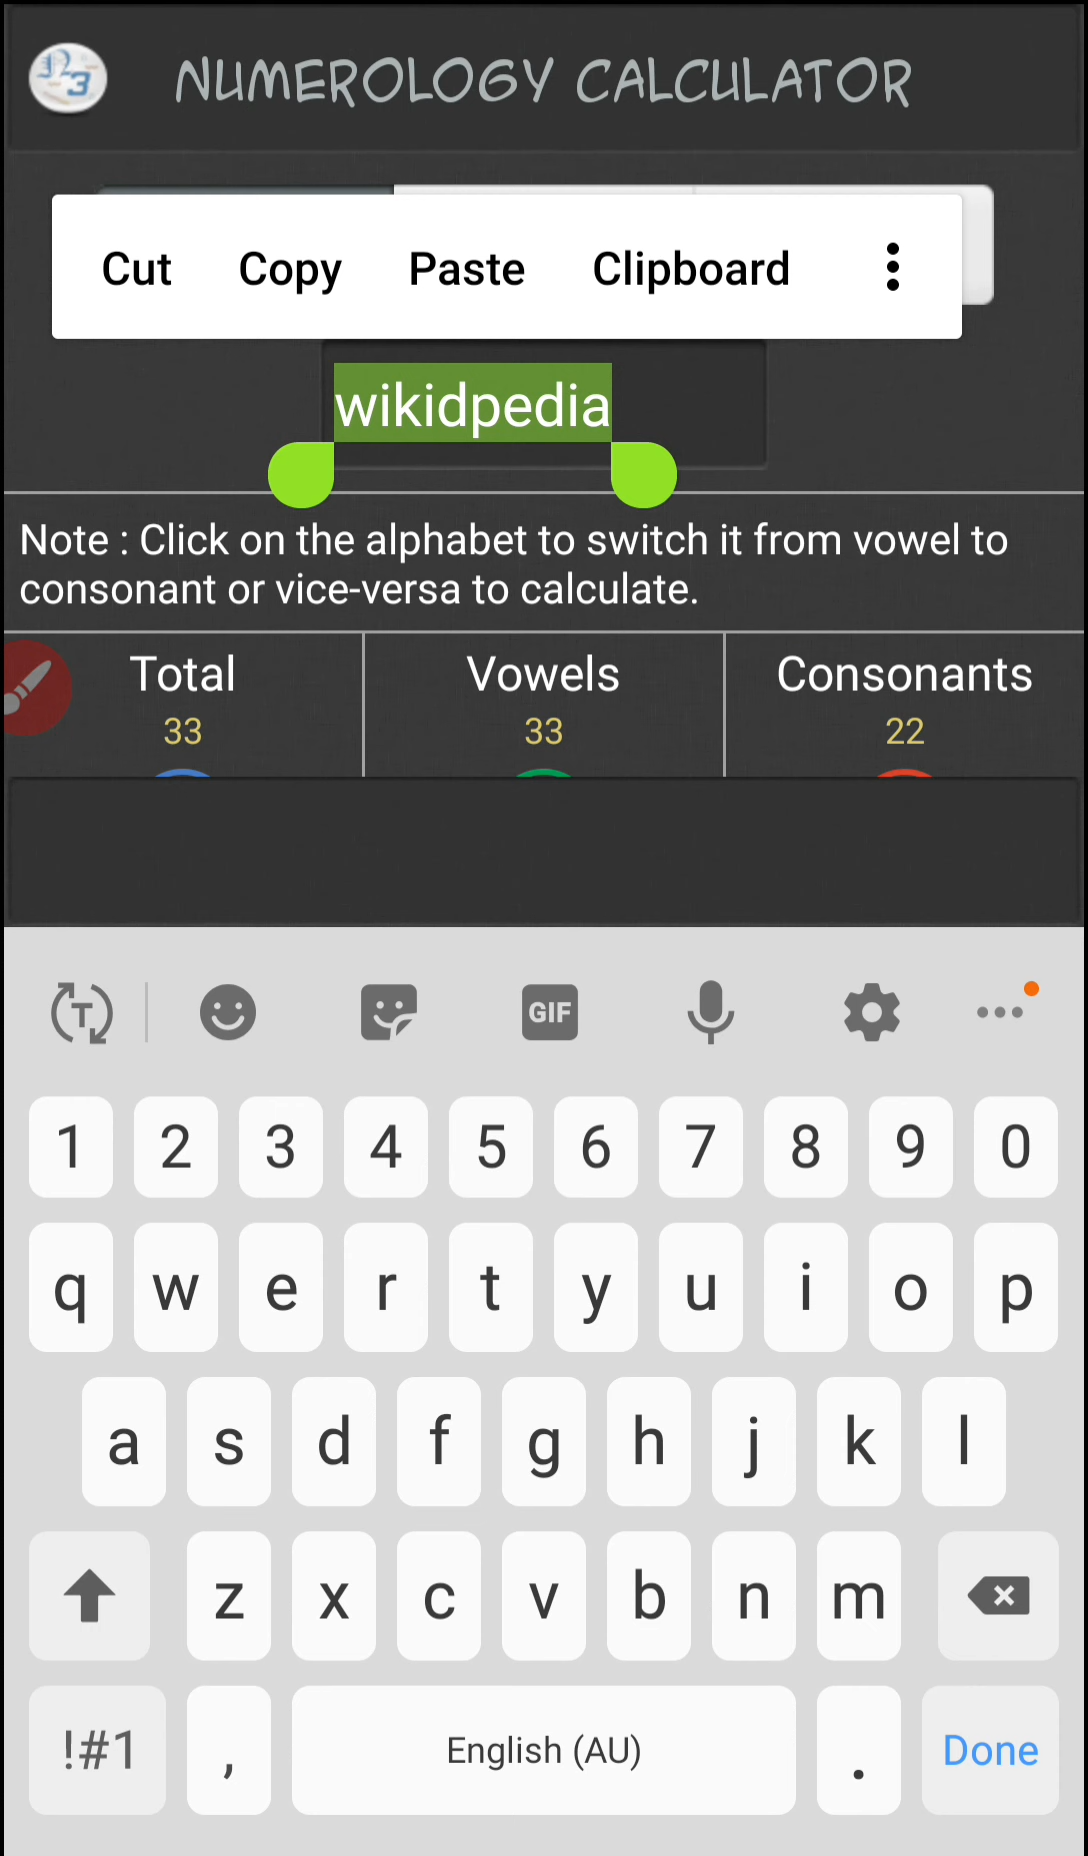 NUMEROLOGY CALCULATOR
Cut Copy Paste Clipboard
wikidpedia
Note : Click on the alphabet to switch it from vowel to
consonant or vice-versa to calculate.
Total Vowels Consonants
33 33 22
T GIF
1 2 3 4 5 6 7 8 9 0
q w e r t y u i o p
a s d f g h j k l
z x c v b n m
!#1 , English (AU) . Done